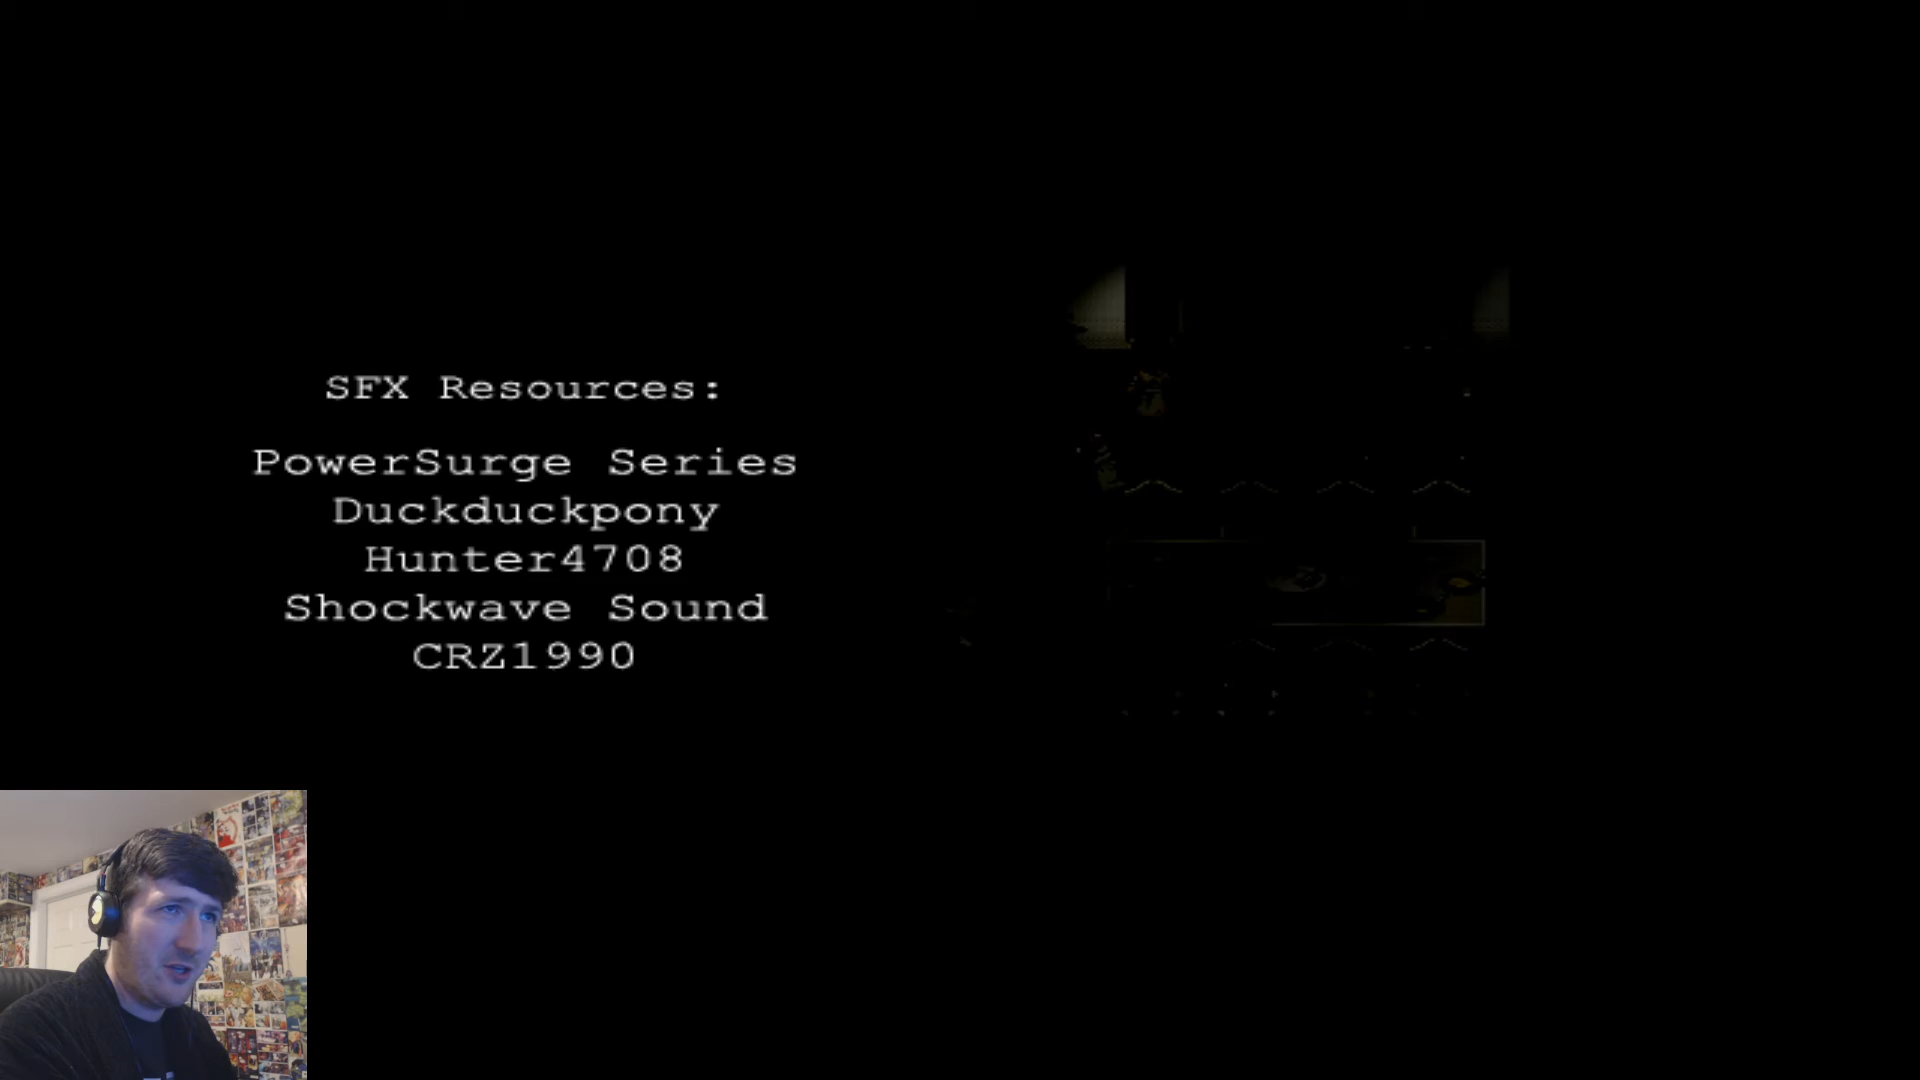 SFX Resources:
PowerSurge Series
Duckduckpony
Hunter4708
Shockwave Sound
CRZ1990